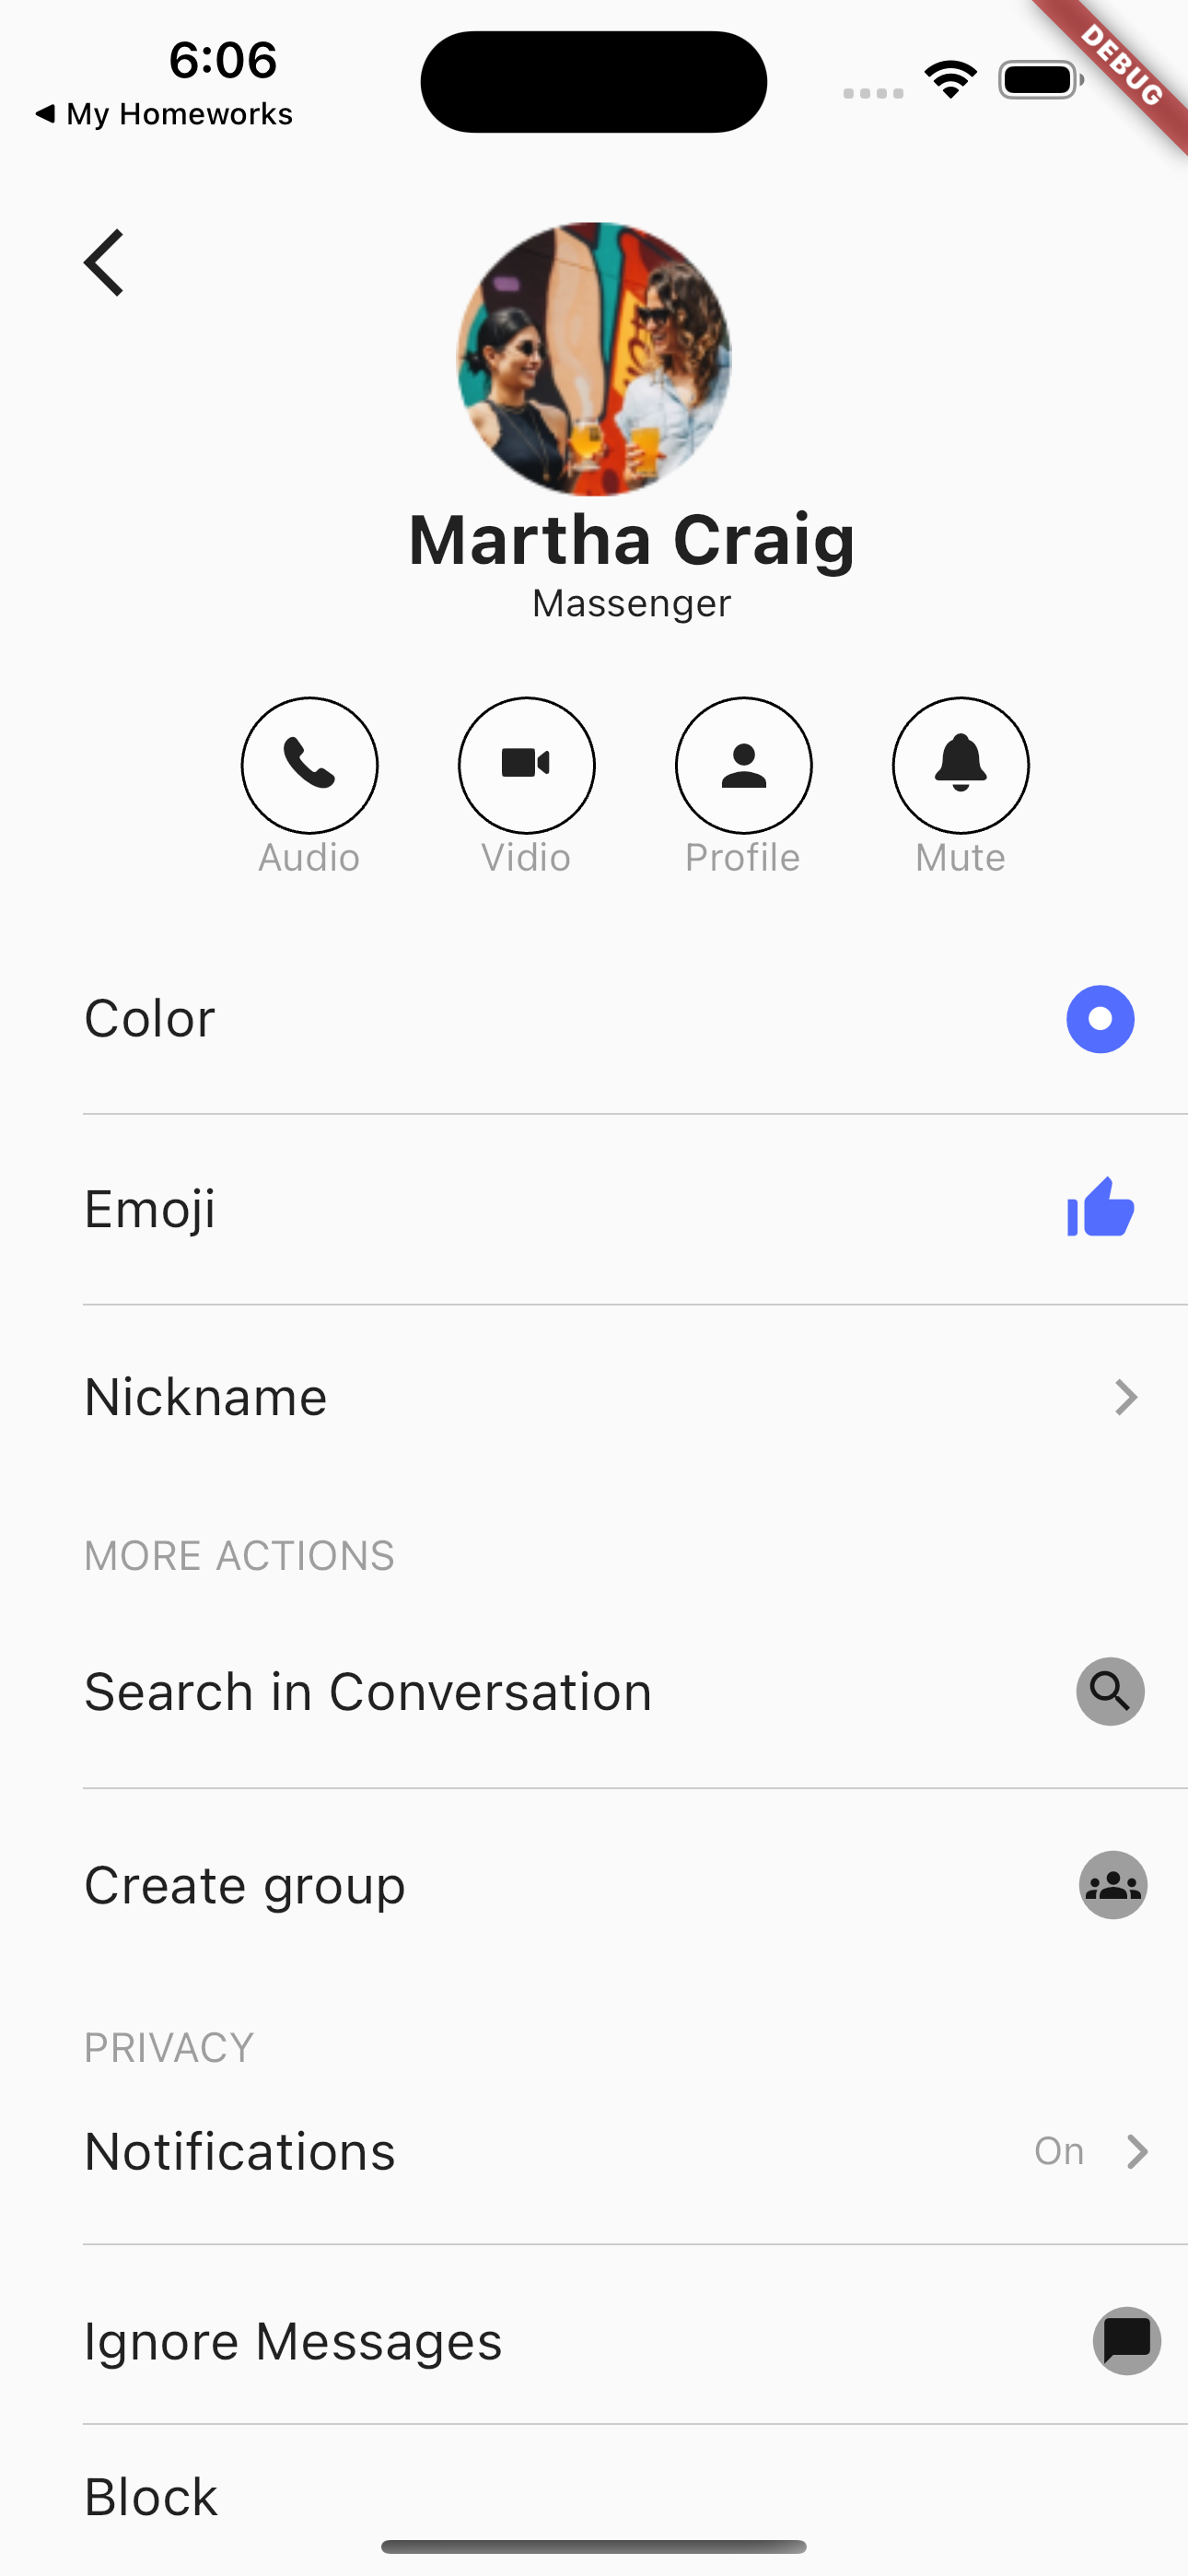 6:06
DEBUG
◀ My Homeworks
Martha Craig
Massenger
Audio Vidio Profile Mute
Color
Emoji
Nickname
MORE ACTIONS
Search in Conversation
Create group
PRIVACY
Notifications On
Ignore Messages
Block